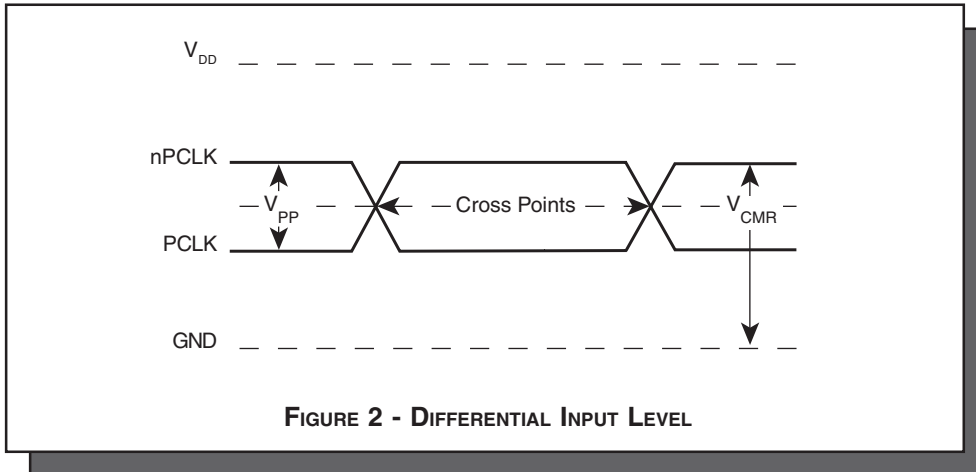 VDD
nPCLK
VPP
Cross Points
VCMR
PCLK
GND
FIGURE 2 - DIFFERENTIAL INPUT LEVEL